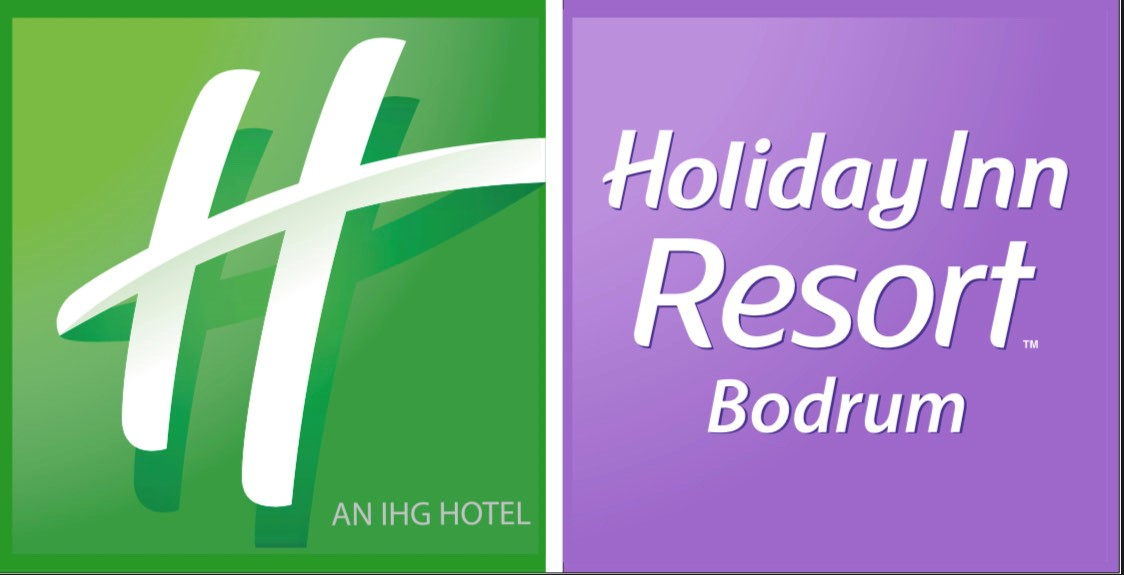 H
AN IHG HOTEL
Holiday Inn
Resort™
Bodrum